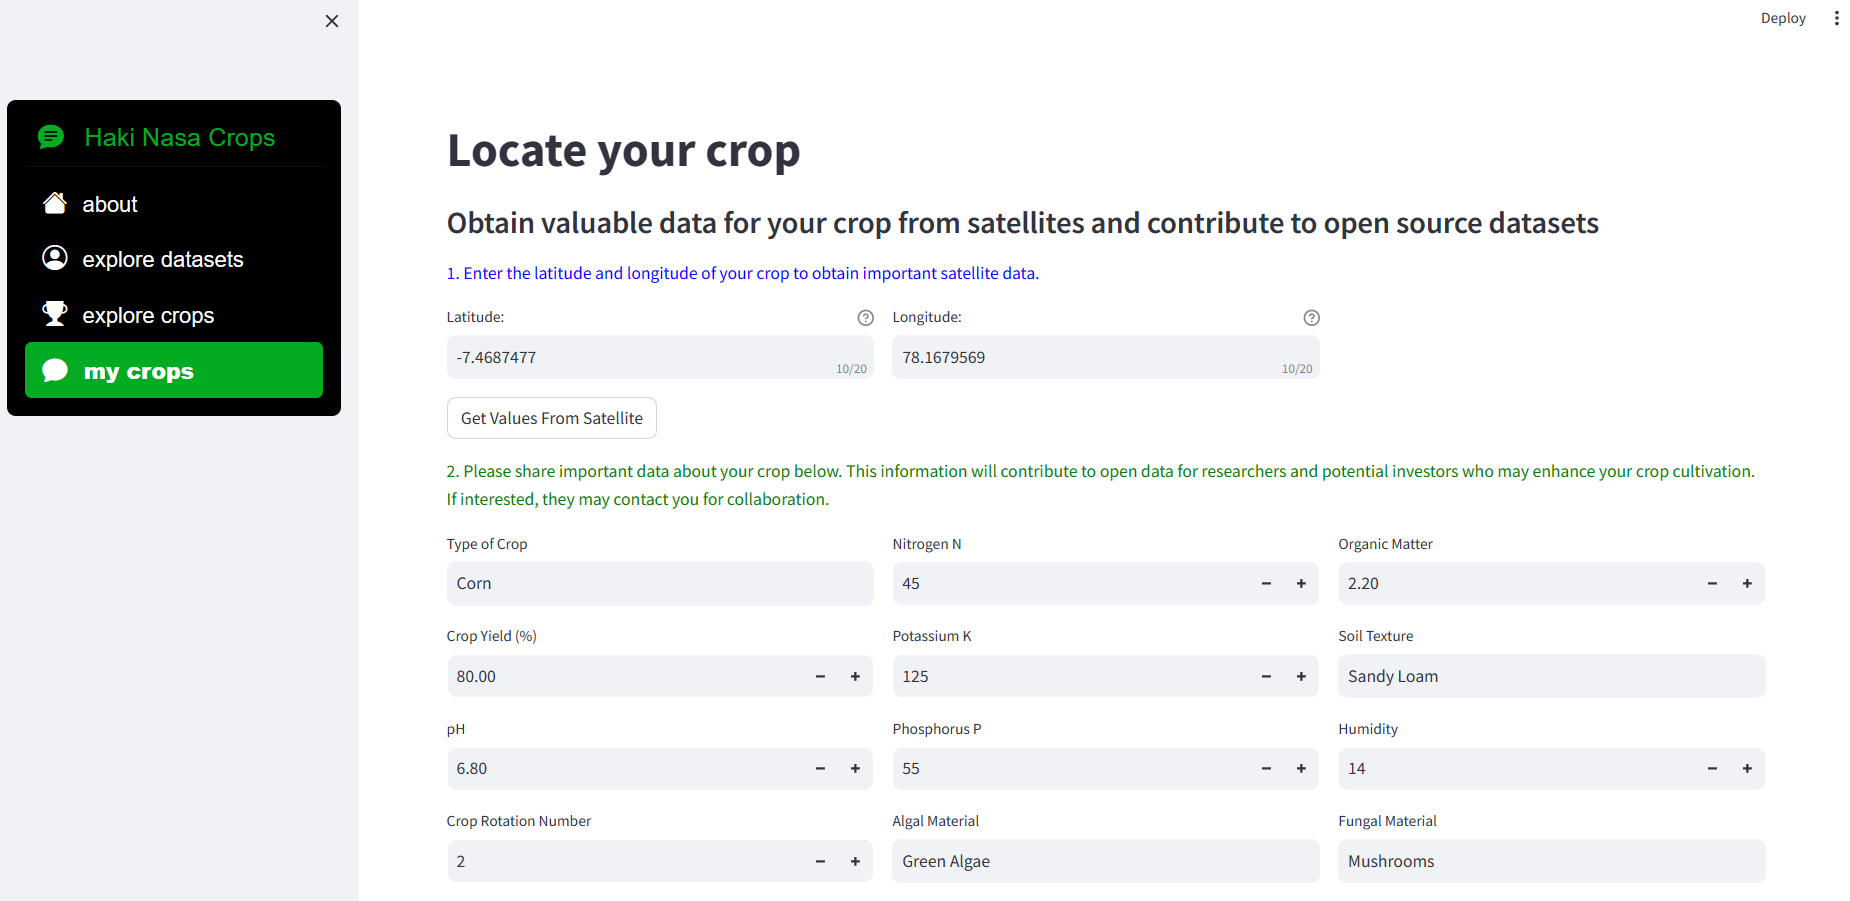 Deploy
Haki Nasa Crops
about
explore datasets
explore crops
my crops
Locate your crop
Obtain valuable data for your crop from satellites and contribute to open source datasets
1. Enter the latitude and longitude of your crop to obtain important satellite data.
Latitude:
Longitude:
-7.4687477
10/20
78.1679569
10/20
Get Values From Satellite
2. Please share important data about your crop below. This information will contribute to open data for researchers and potential investors who may enhance your crop cultivation.
If interested, they may contact you for collaboration.
Type of Crop
Nitrogen N
Organic Matter
Corn
45
2.20
Crop Yield (%)
Potassium K
Soil Texture
80.00
125
Sandy Loam
pH
Phosphorus P
Humidity
6.80
55
14
Crop Rotation Number
Algal Material
Fungal Material
2
Green Algae
Mushrooms